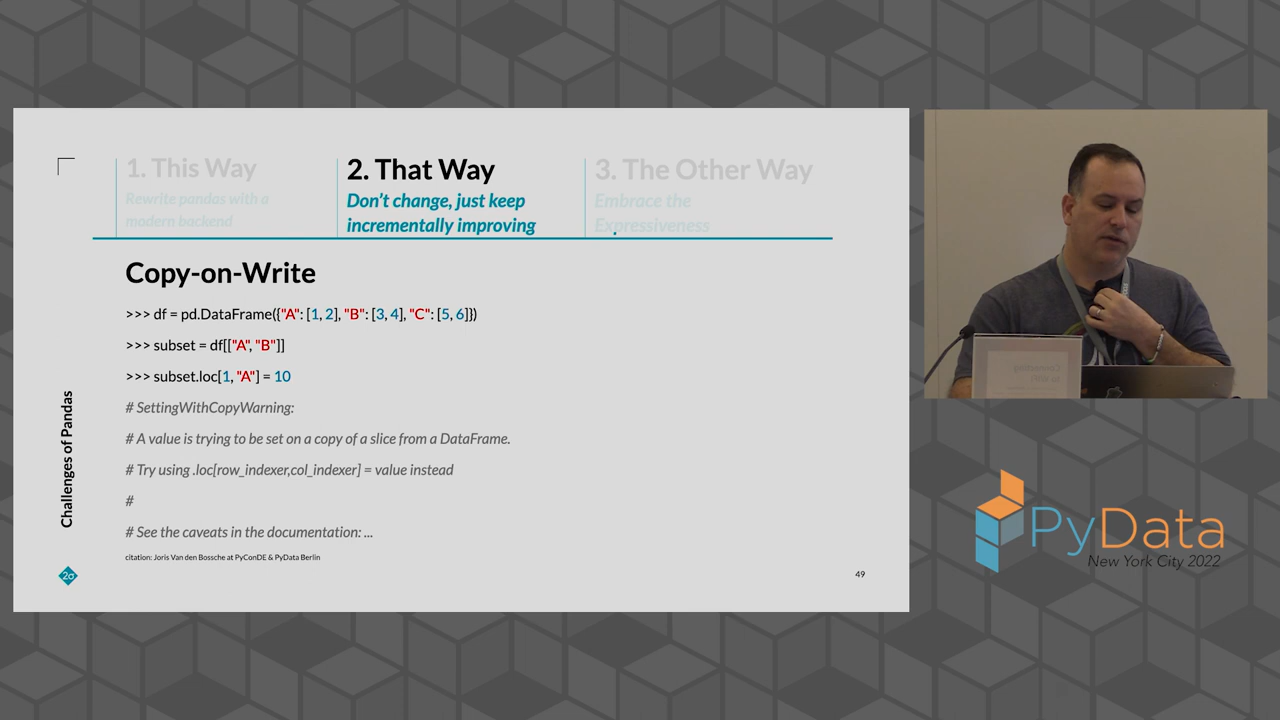 1. This Way
Rewrite pandas with a
modern backend
2. That Way
Don't change, just keep
incrementally improving
3. The Other Way
Embrace the
Expressiveness
Copy-on-Write
>>> df = pd.DataFrame({"A": [1, 2], "B": [3, 4], "C": [5, 6]})
>>> subset = df[["A", "B"]]
>>> subset.loc[1, "A"] = 10
# SettingWithCopyWarning:
# A value is trying to be set on a copy of a slice from a DataFrame.
# Try using .loc[row_indexer,col_indexer] = value instead
#
# See the caveats in the documentation: ...
citation: Joris Van den Bossche at PyConDE & PyData Berlin
Challenges of Pandas
2σ
49
PyData
New York City 2022